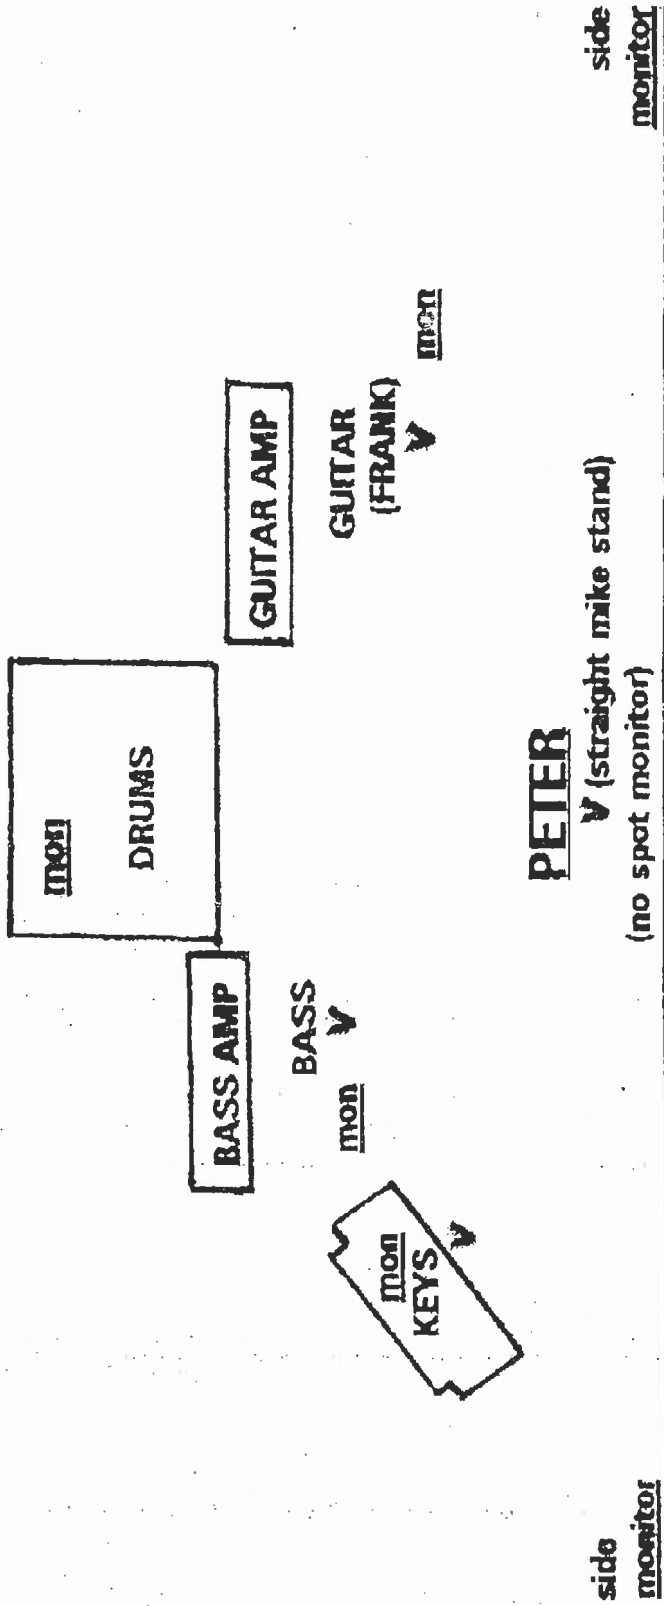 mon
DRUMS
BASS AMP
GUITAR AMP
BASS
V
mon
GUITAR
(FRANK)
V
mon
mon
KEYS
V
PETER
V (straight mike stand)
(no spot monitor)
side
monitor
side
monitor